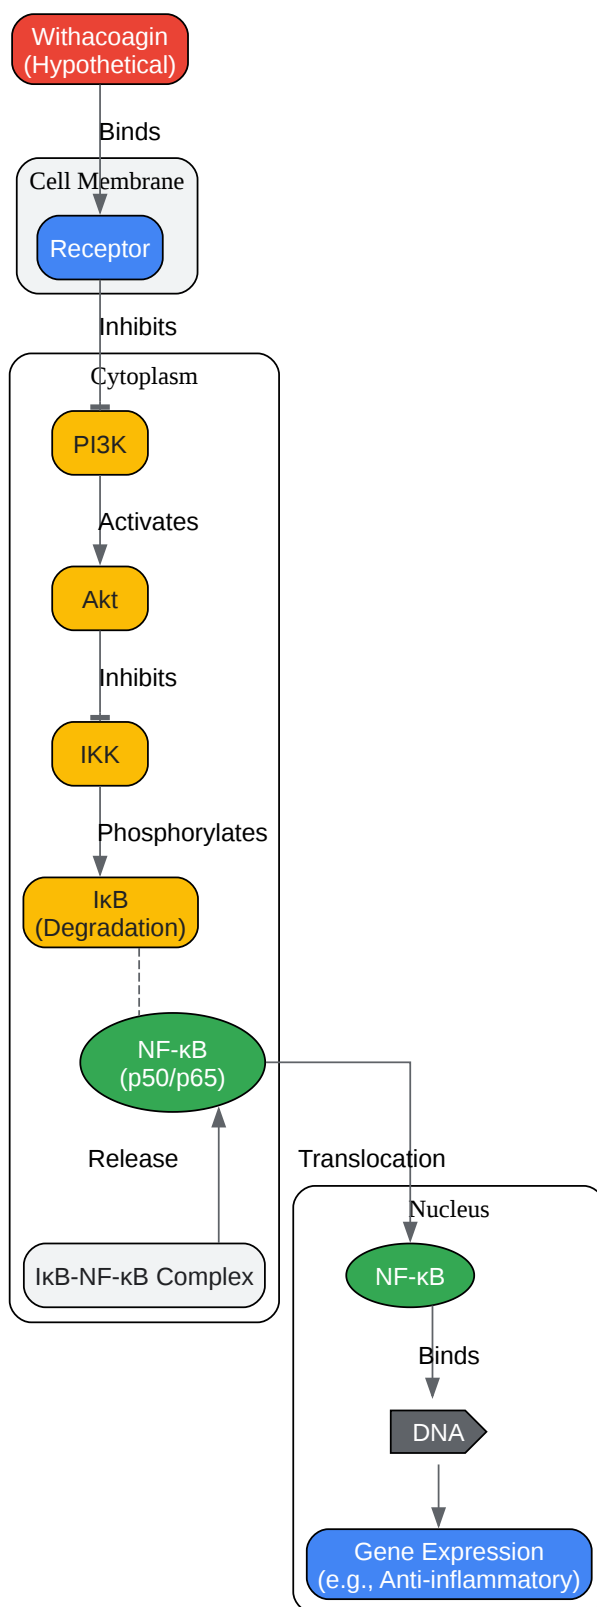 Withacoagin
(Hypothetical)
Binds
Cell Membrane
Receptor
Inhibits
Cytoplasm
PI3K
Activates
Akt
Inhibits
IKK
Phosphorylates
IκB
(Degradation)
NF-κB
(p50/p65)
Release
Translocation
Nucleus
IκB-NF-κB Complex
NF-κB
Binds
DNA
Gene Expression
(e.g., Anti-inflammatory)